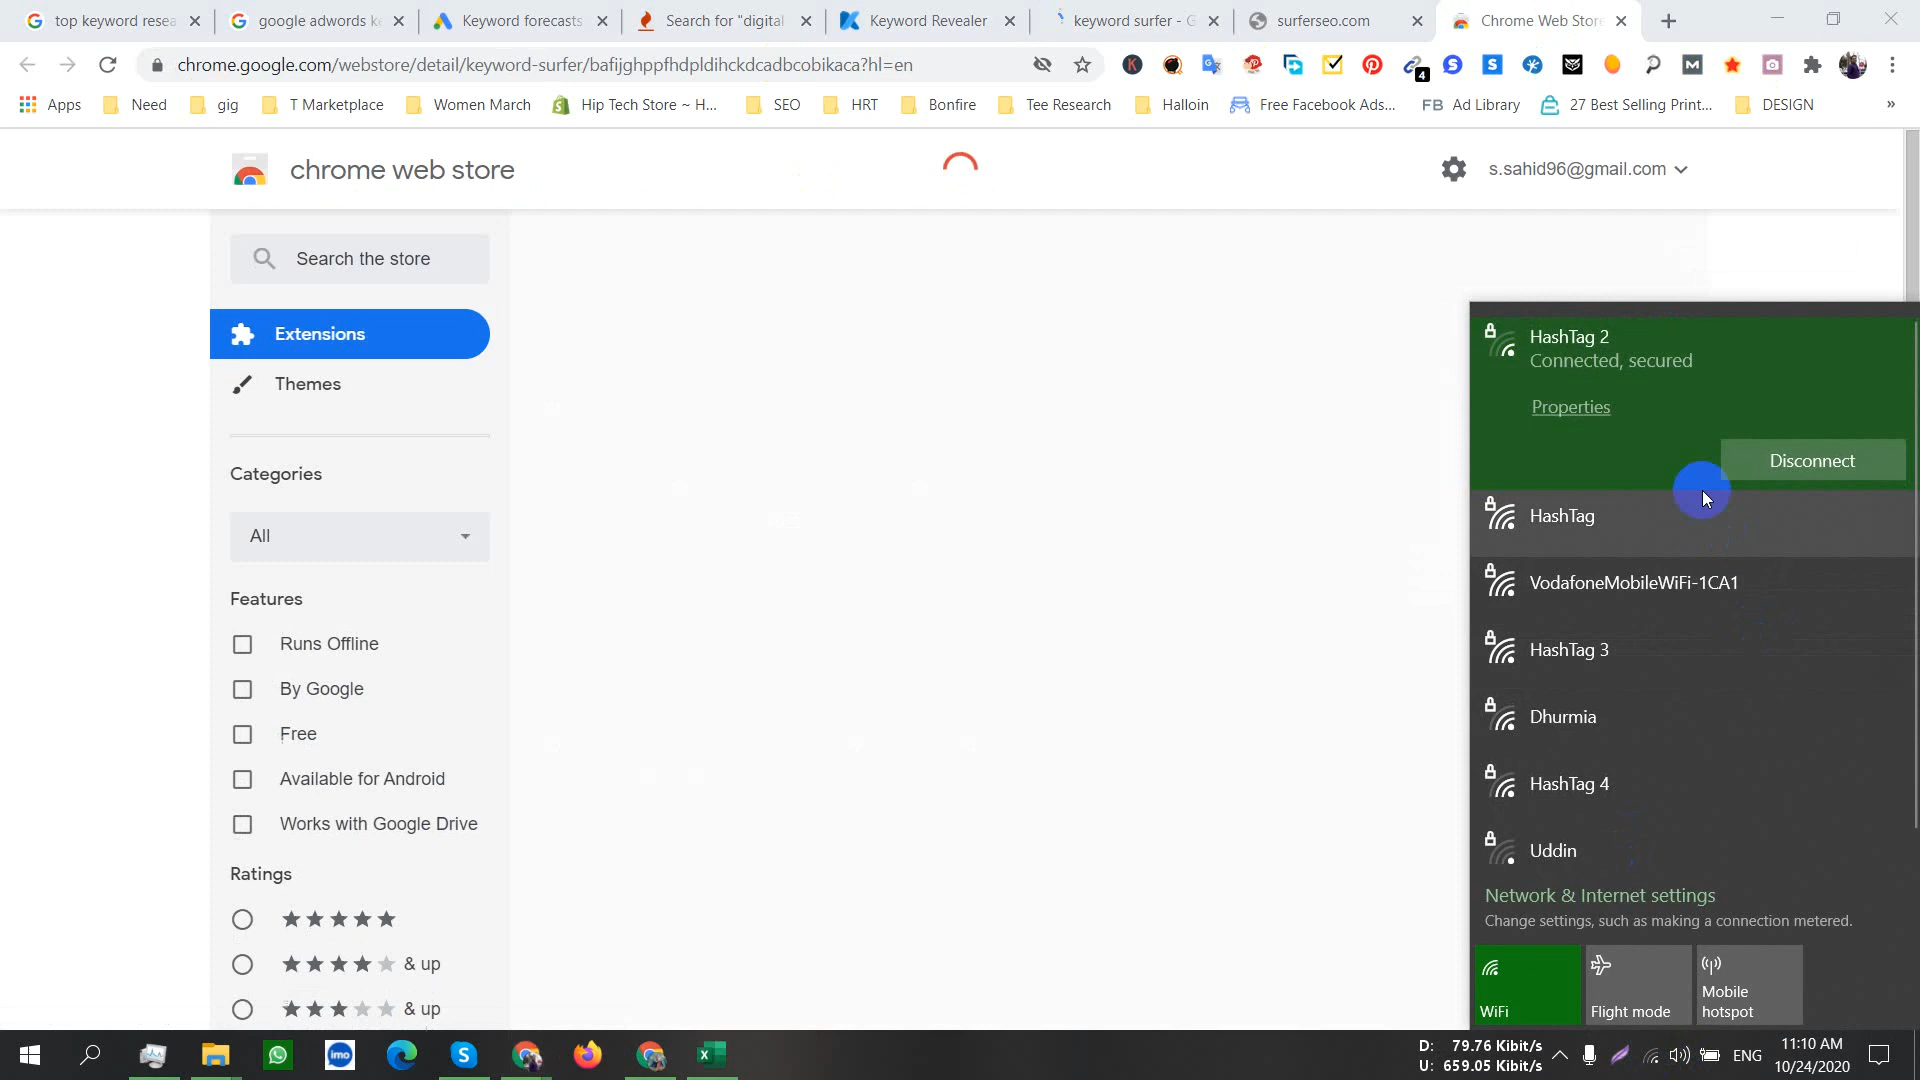 top keyword resea
google adwords k
Keyword forecasts
Search for "digital
Keyword Revealer
keyword surfer - G
surferseo.com
Chrome Web Store
chrome.google.com/webstore/detail/keyword-surfer/bafijghppfhdpldihckdcadbcobikaca?hl=en
4
Apps
Need
gig
T Marketplace
Women March
Hip Tech Store ~ H...
SEO
HRT
Bonfire
Tee Research
Halloin
Free Facebook Ads...
FB Ad Library
27 Best Selling Print...
DESIGN
»
chrome web store
s.sahid96@gmail.com
Search the store
Extensions
Themes
Categories
All
Features
Runs Offline
By Google
Free
Available for Android
Works with Google Drive
Ratings
& up
& up
HashTag 2
Connected, secured
Properties
Disconnect
HashTag
VodafoneMobileWiFi-1CA1
HashTag 3
Dhurmia
HashTag 4
Uddin
Network & Internet settings
Change settings, such as making a connection metered.
WiFi
Flight mode
Mobile
hotspot
imo
D: 79.76 Kibit/s
U: 659.05 Kibit/s
ENG
11:10 AM
10/24/2020